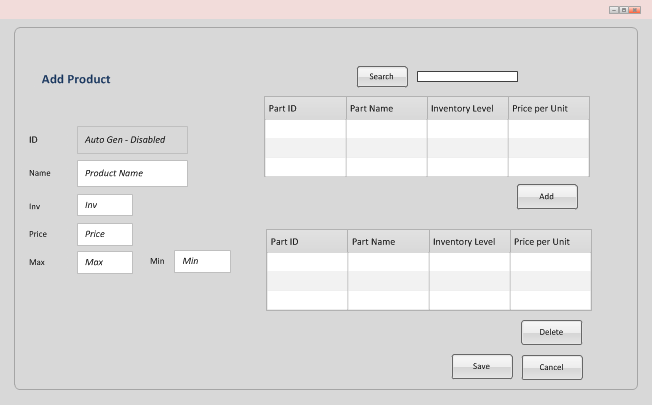 Add Product
Search
Part ID Part Name Inventory Level Price per Unit
ID Auto Gen - Disabled
Name Product Name
Inv Inv
Price Price
Max Max Min Min
Add
Part ID Part Name Inventory Level Price per Unit
Delete
Save Cancel